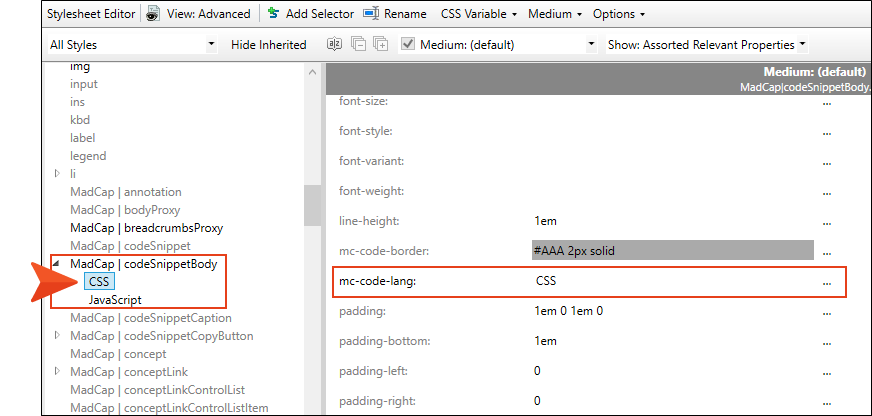 Stylesheet Editor View: Advanced Add Selector Rename CSS Variable Medium Options
All Styles Hide Inherited Medium: (default) Show: Assorted Relevant Properties
img
input
ins
kbd
label
legend
li
MadCap | annotation
MadCap | bodyProxy
MadCap | breadcrumbsProxy
MadCap | codeSnippet
MadCap | codeSnippetBody
CSS
JavaScript
MadCap | codeSnippetCaption
MadCap | codeSnippetCopyButton
MadCap | concept
MadCap | conceptLink
MadCap | conceptLinkControlList
MadCap | conceptLinkControlListItem
Medium: (default)
MadCap|codeSnippetBody.
font-size: ...
font-style: ...
font-variant: ...
font-weight: ...
line-height: 1em ...
mc-code-border: #AAA 2px solid ...
mc-code-lang: CSS ...
padding: 1em 0 1em 0 ...
padding-bottom: 1em ...
padding-left: 0 ...
padding-right: 0 ...